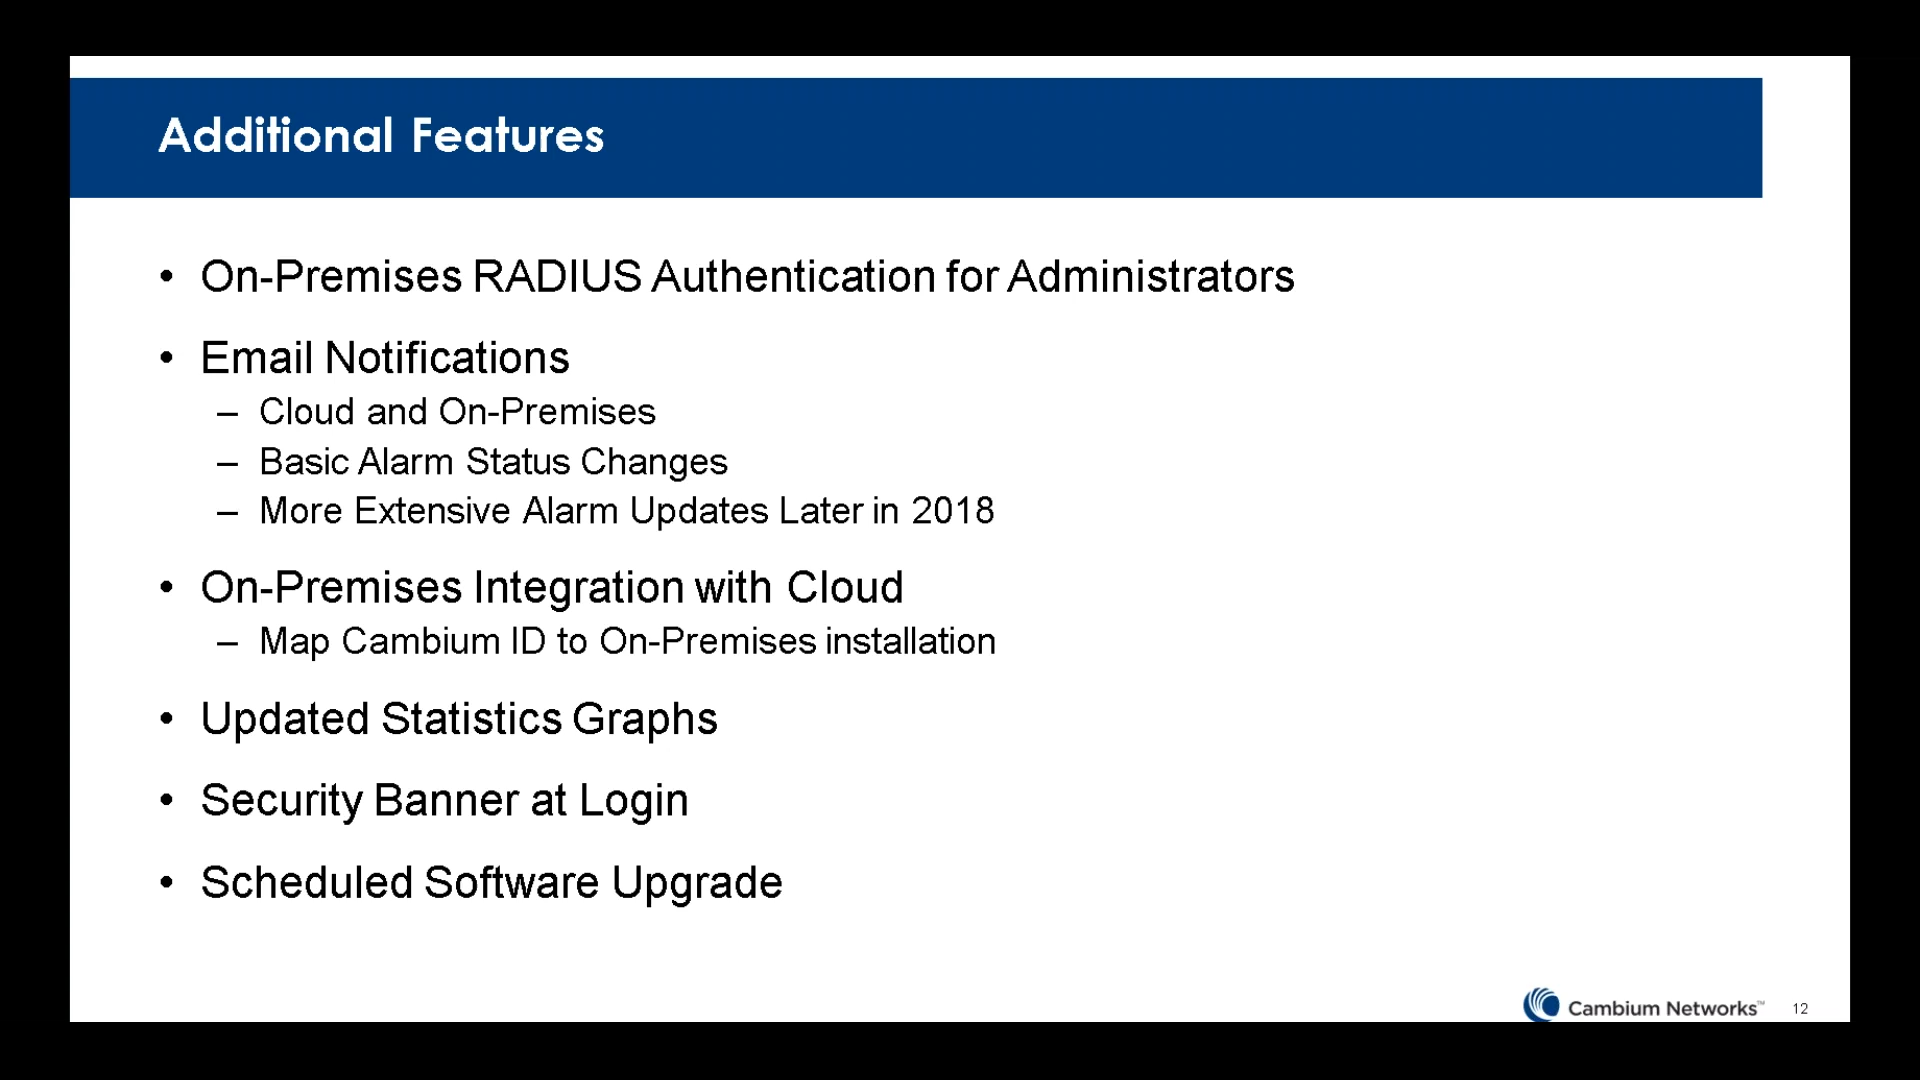 Additional Features
• On-Premises RADIUS Authentication for Administrators
• Email Notifications
– Cloud and On-Premises
– Basic Alarm Status Changes
– More Extensive Alarm Updates Later in 2018
• On-Premises Integration with Cloud
– Map Cambium ID to On-Premises installation
• Updated Statistics Graphs
• Security Banner at Login
• Scheduled Software Upgrade
Cambium Networks™ 12